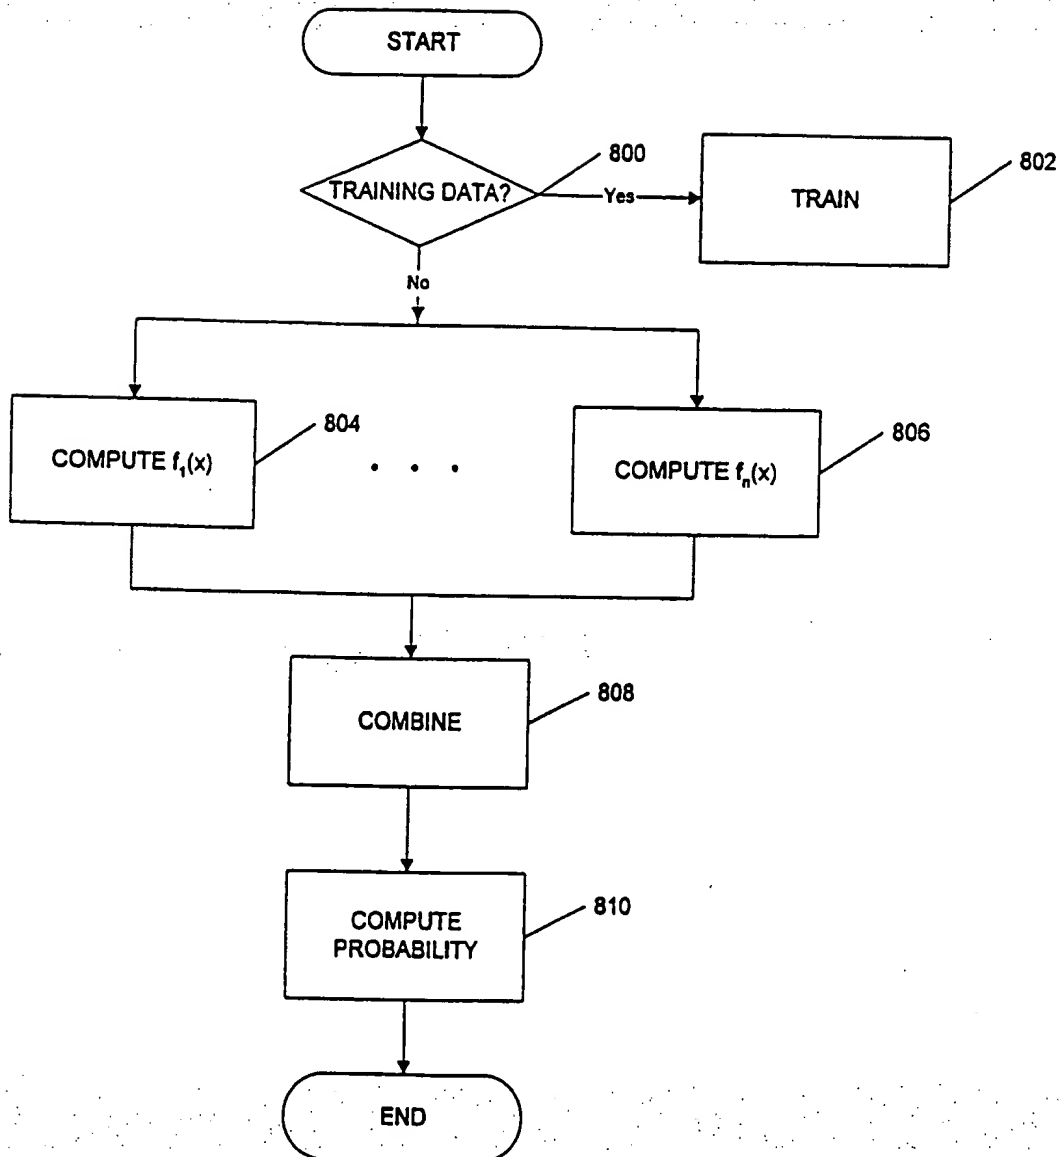 START
800
TRAINING DATA?
Yes
TRAIN
802
No
COMPUTE f₁(x)
804
. . .
COMPUTE fₙ(x)
806
COMBINE
808
COMPUTE
PROBABILITY
810
END